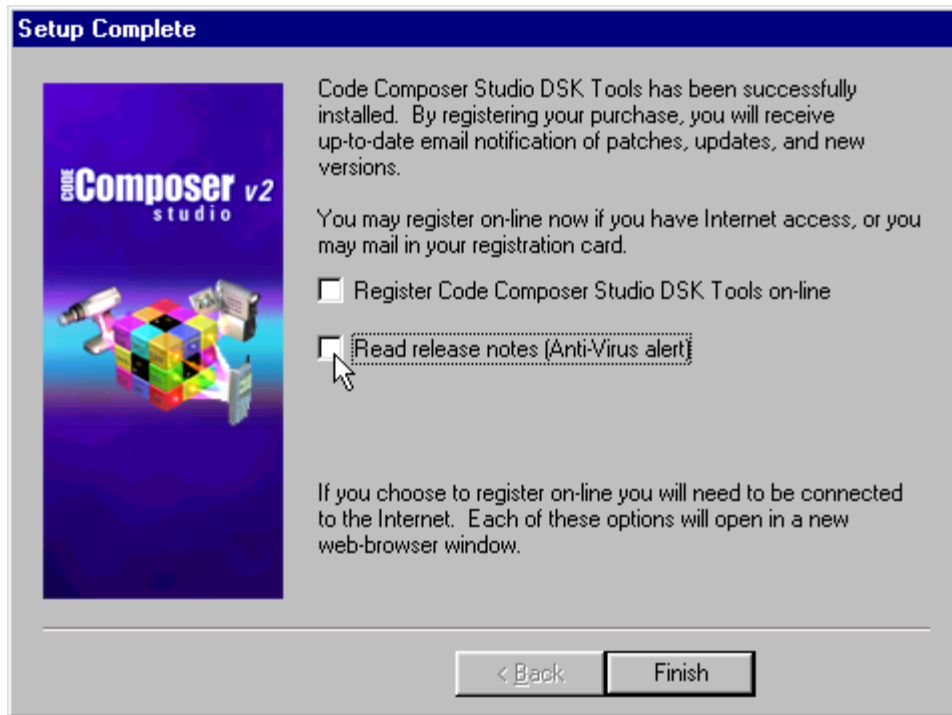 Setup Complete
CODE Composer v2
studio
Code Composer Studio DSK Tools has been successfully
installed. By registering your purchase, you will receive
up-to-date email notification of patches, updates, and new
versions.
You may register on-line now if you have Internet access, or you
may mail in your registration card.
Register Code Composer Studio DSK Tools on-line
Read release notes (Anti-Virus alert)
If you choose to register on-line you will need to be connected
to the Internet. Each of these options will open in a new
web-browser window.
< Back
Finish